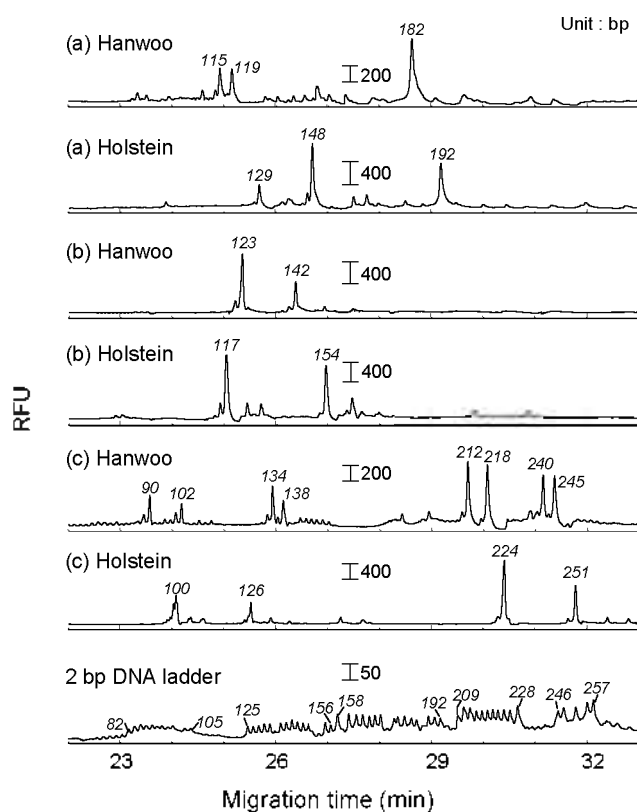 Unit : bp
(a) Hanwoo 115 119 200 182
(a) Holstein 129 148 400 192
(b) Hanwoo 123 142 400
(b) Holstein 117 154 400
(c) Hanwoo 90 102 134 138 200 212 218 240 245
(c) Holstein 100 126 400 224 251
2 bp DNA ladder 82 105 125 156 158 50 192 209 228 246 257
RFU
23 26 29 32
Migration time (min)